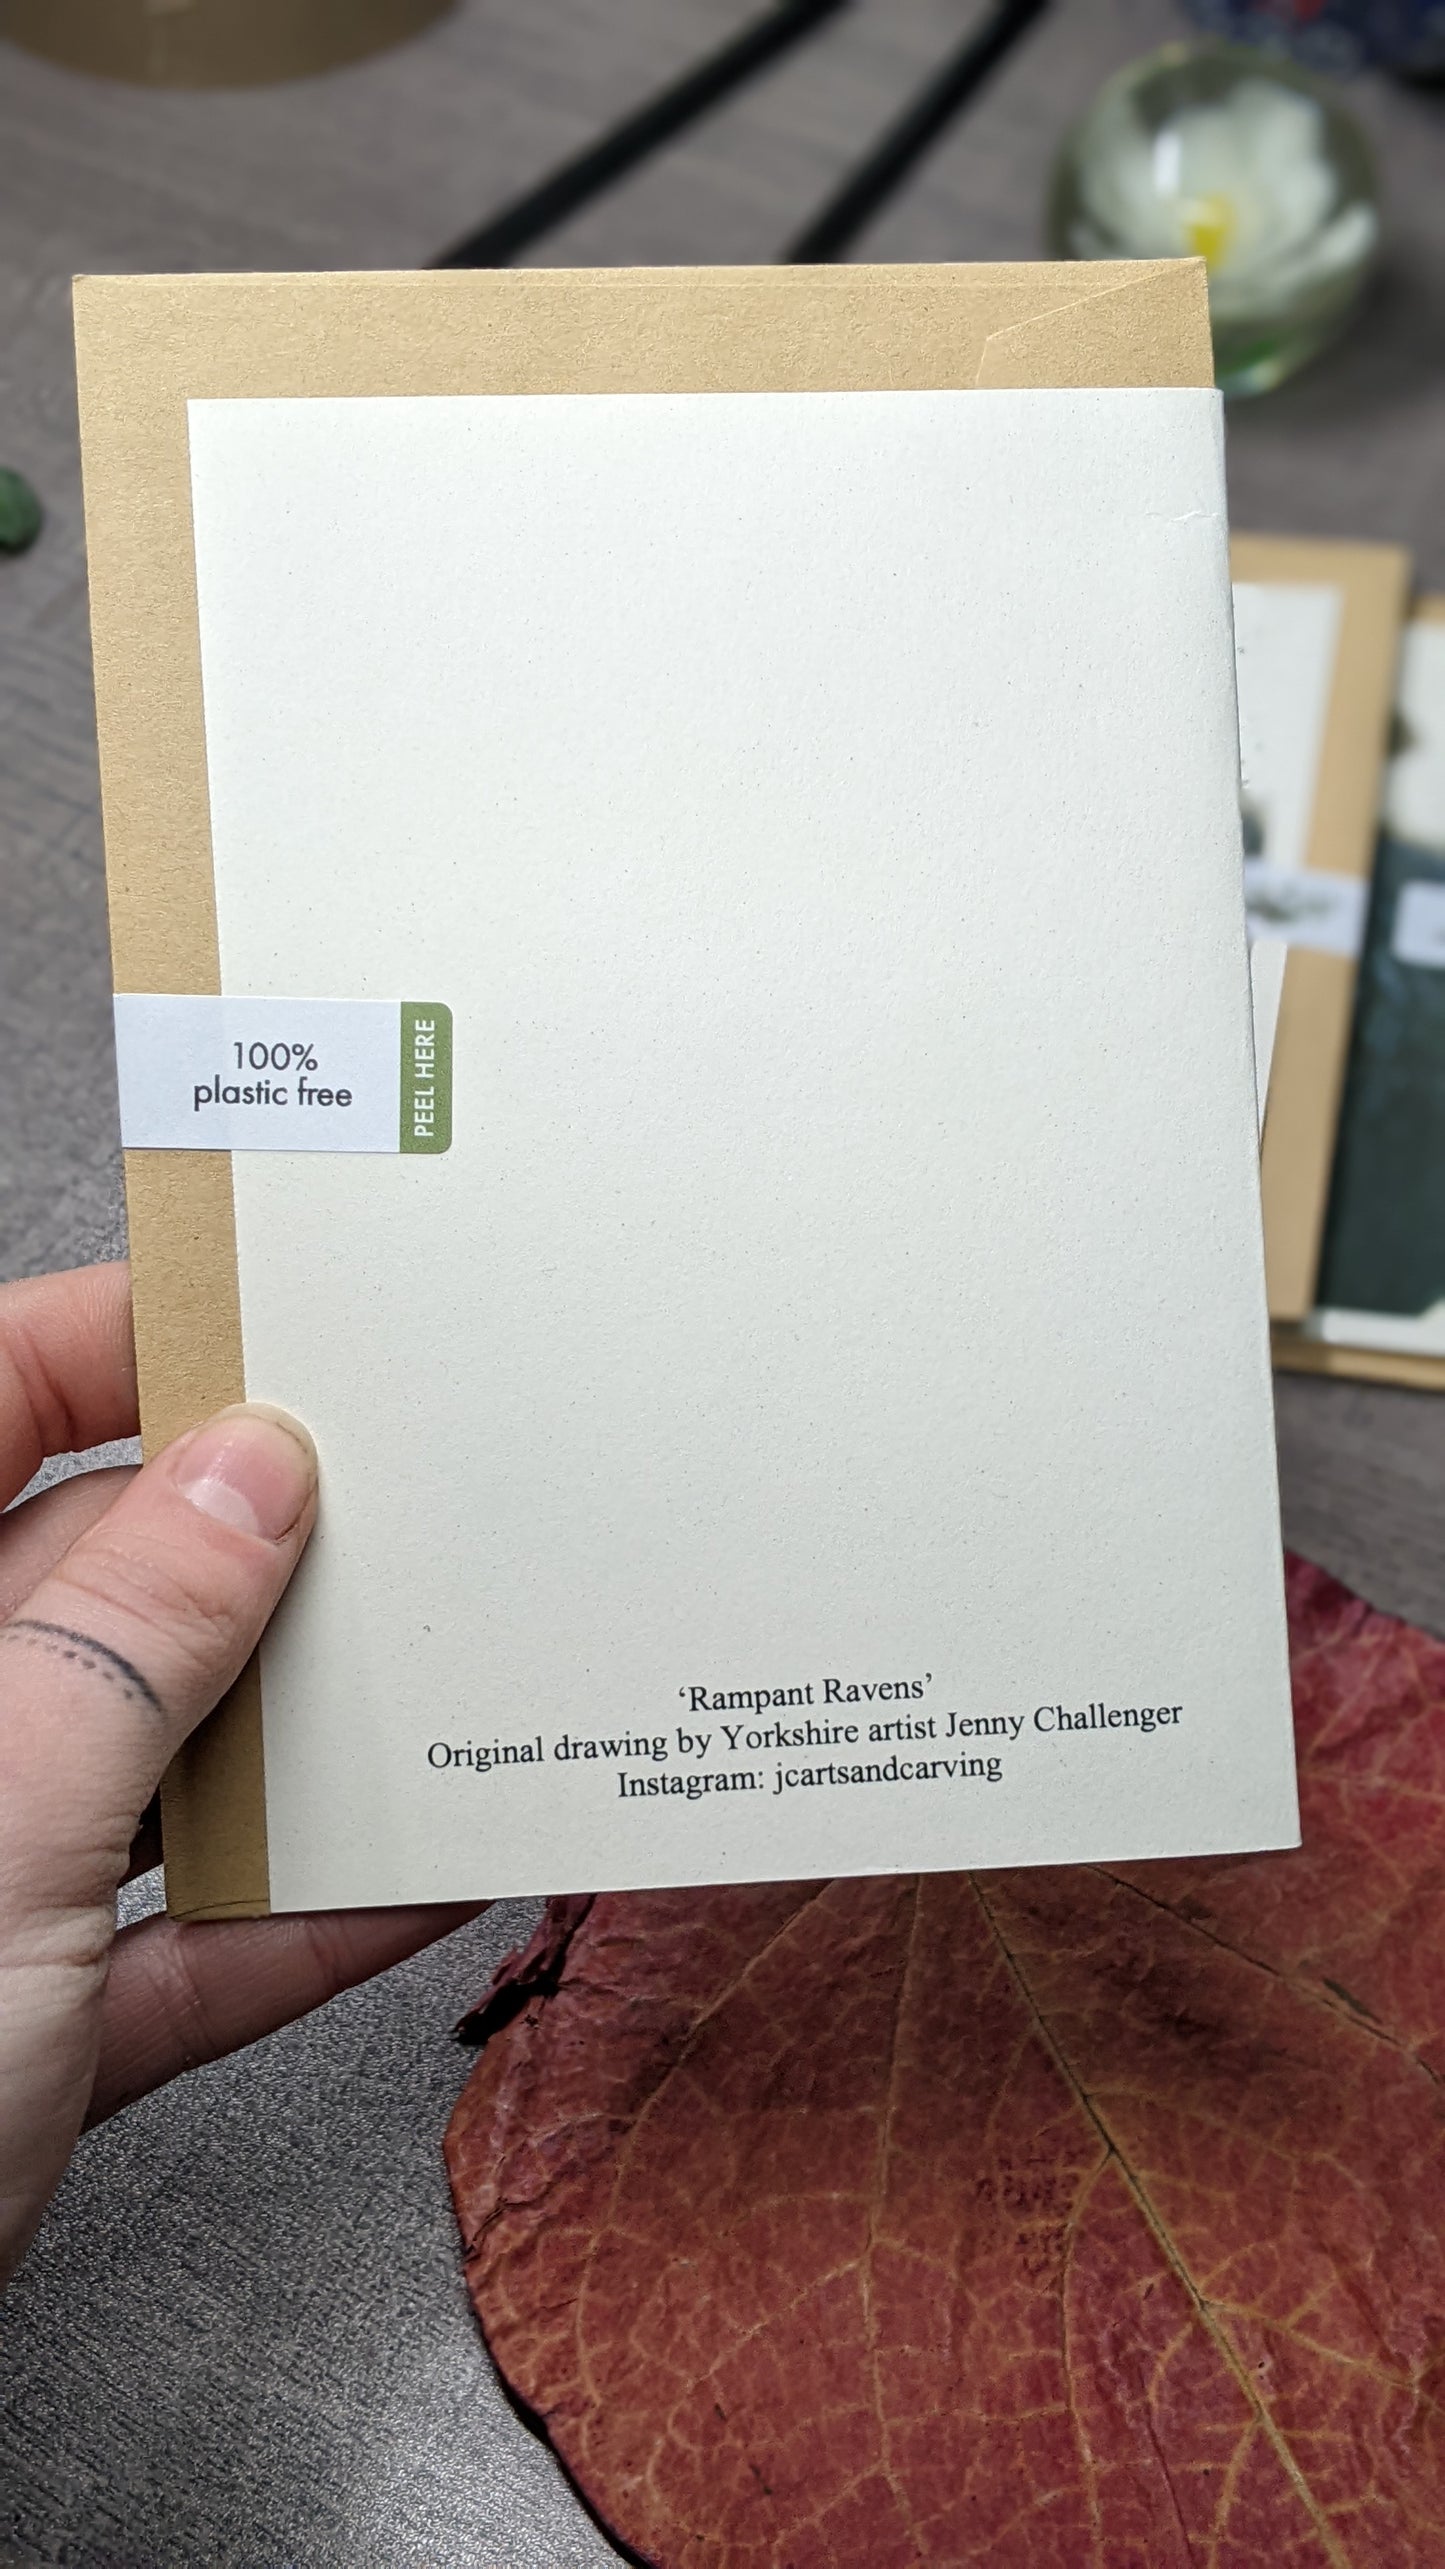 100%
plastic free
PEEL HERE
‘Rampant Ravens’
Original drawing by Yorkshire artist Jenny Challenger
Instagram: jcartsandcarving